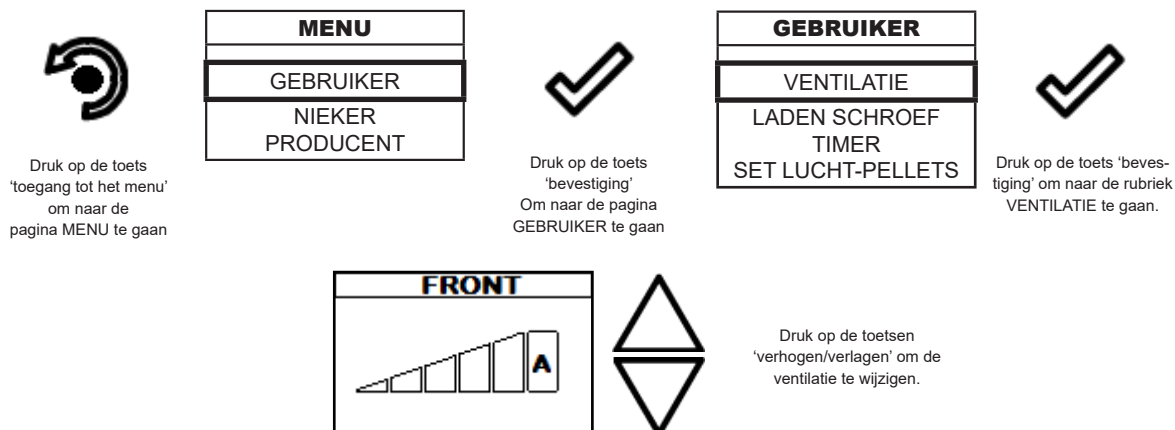 MENU
GEBRUIKER
NIEKER
PRODUCENT
Druk op de toets
‘toegang tot het menu’
om naar de
pagina MENU te gaan
Druk op de toets
‘bevestiging’
Om naar de pagina
GEBRUIKER te gaan
GEBRUIKER
VENTILATIE
LADEN SCHROEF
TIMER
SET LUCHT-PELLETS
Druk op de toets ‘beves-
tiging’ om naar de rubriek
VENTILATIE te gaan.
FRONT
A
Druk op de toetsen
‘verhogen/verlagen’ om de
ventilatie te wijzigen.